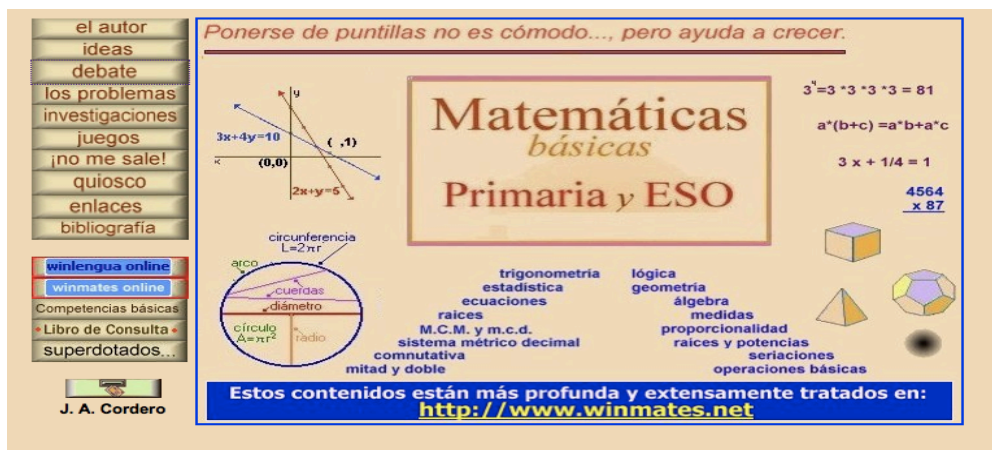 el autor
ideas
debate
los problemas
investigaciones
juegos
¡no me sale!
quiosco
enlaces
bibliografía
winlengua online
winmates online
Competencias básicas
Libro de Consulta
superdotados...
J. A. Cordero
Ponerse de puntillas no es cómodo..., pero ayuda a crecer.
y
3x+4y=10
( ,1)
x
(0,0)
2x+y=5
Matemáticas
básicas
Primaria y ESO
3⁴=3 *3 *3 *3 = 81
a*(b+c) =a*b+a*c
3 x + 1/4 = 1
4564
x 87
circunferencia
L=2πr
arco
cuerdas
diámetro
círculo
A=πr²
radio
trigonometría
estadística
ecuaciones
raices
M.C.M. y m.c.d.
sistema métrico decimal
comnutativa
mitad y doble
lógica
geometría
álgebra
medidas
proporcionalidad
raices y potencias
seriaciones
operaciones básicas
Estos contenidos están más profunda y extensamente tratados en:
http://www.winmates.net